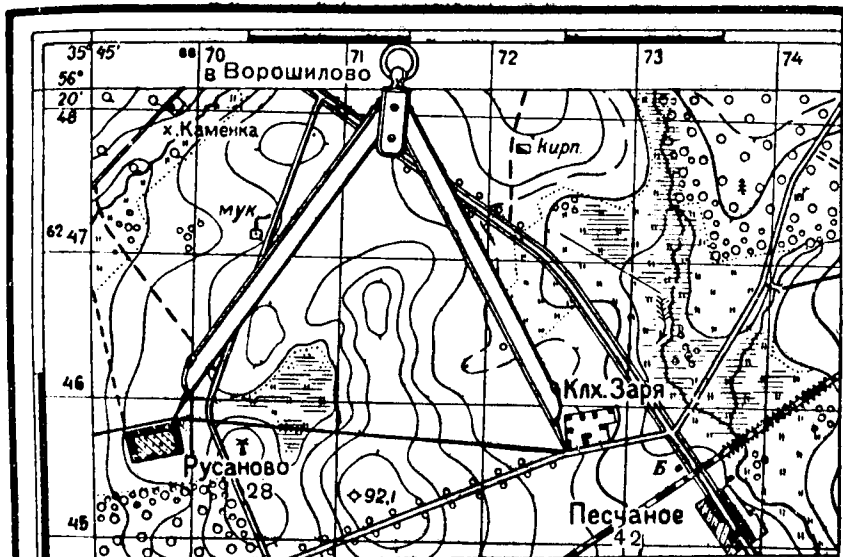 35° 45'
68 70 71 72 73 74
в Ворошилово
56°
20'
48
х. Каменка
кирп.
мук.
62 47
46
Клх. Заря
Русаново
28
92,1
Б
Песчаное
42
45